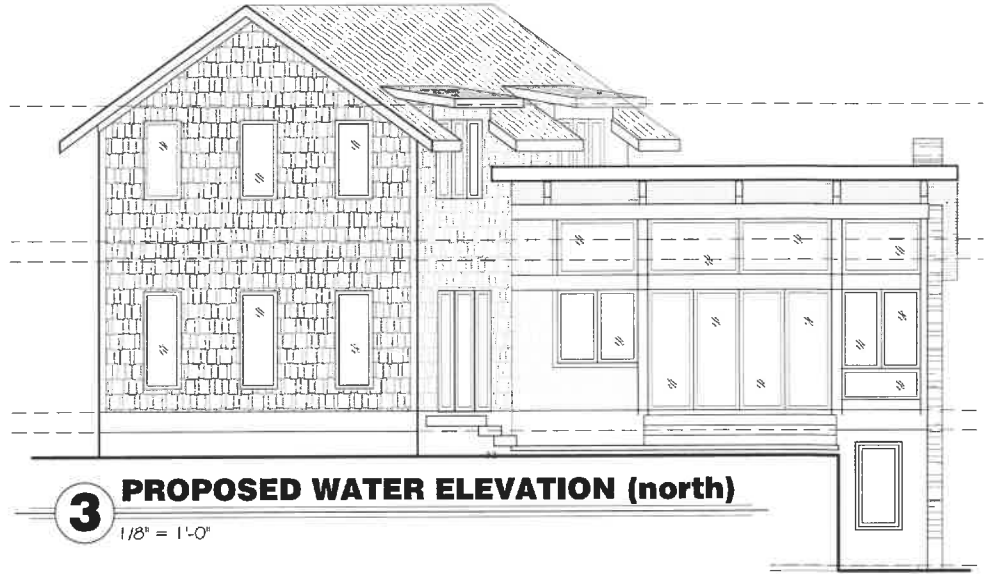 PROPOSED WATER ELEVATION (north)
3
1/8" = 1'-0"